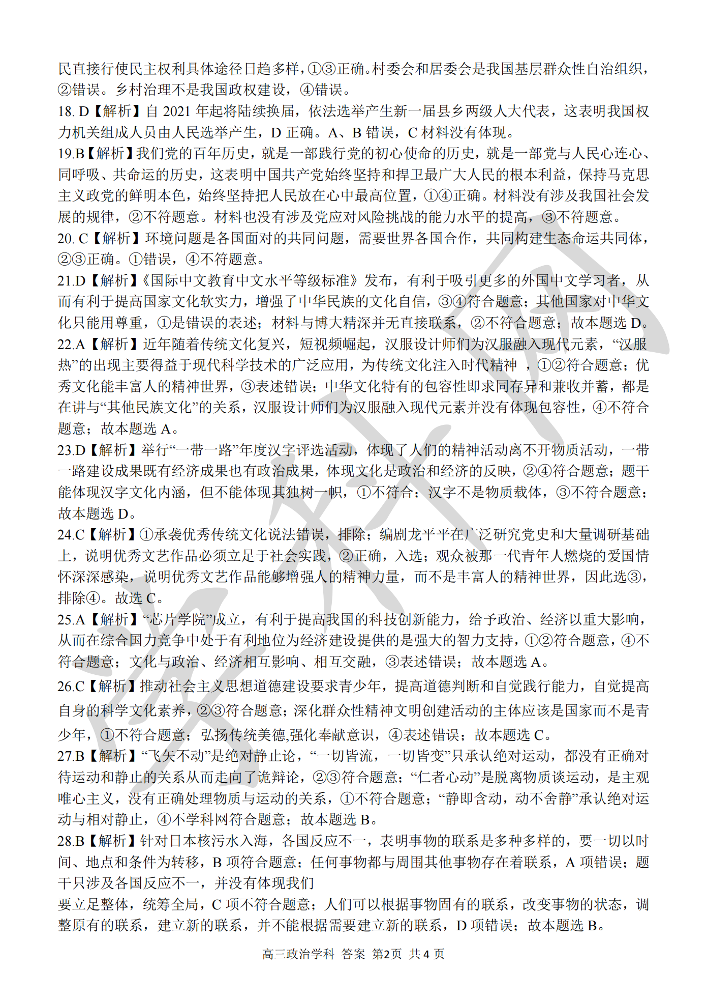 民直接行使民主权利具体途径日趋多样，①③正确。村委会和居委会是我国基层群众性自治组织，
②错误。乡村治理不是我国政权建设，④错误。
18. D【解析】自 2021 年起将陆续换届，依法选举产生新一届县乡两级人大代表，这表明我国权
力机关组成人员由人民选举产生，D 正确。A、B 错误，C 材料没有体现。
19.B【解析】我们党的百年历史，就是一部践行党的初心使命的历史，就是一部党与人民心连心、
同呼吸、共命运的历史，这表明中国共产党始终坚持和捍卫最广大人民的根本利益，保持马克思
主义政党的鲜明本色，始终坚持把人民放在心中最高位置，①④正确。材料没有涉及我国社会发
展的规律，②不符题意。材料也没有涉及党应对风险挑战的能力水平的提高，③不符题意。
20. C【解析】环境问题是各国面对的共同问题，需要世界各国合作，共同构建生态命运共同体，
②③正确。①错误，④不符题意。
21.D【解析】《国际中文教育中文水平等级标准》发布，有利于吸引更多的外国中文学习者，从
而有利于提高国家文化软实力，增强了中华民族的文化自信，③④符合题意；其他国家对中华文
化只能用尊重，①是错误的表述；材料与博大精深并无直接联系，②不符合题意；故本题选 D。
22.A【解析】近年随着传统文化复兴，短视频崛起，汉服设计师们为汉服融入现代元素，“汉服
热”的出现主要得益于现代科学技术的广泛应用，为传统文化注入时代精神 ，①②符合题意；优
秀文化能丰富人的精神世界，③表述错误；中华文化特有的包容性即求同存异和兼收并蓄，都是
在讲与“其他民族文化”的关系，汉服设计师们为汉服融入现代元素并没有体现包容性，④不符合
题意；故本题选 A。
23.D【解析】举行“一带一路”年度汉字评选活动，体现了人们的精神活动离不开物质活动，一带
一路建设成果既有经济成果也有政治成果，体现文化是政治和经济的反映，②④符合题意；题干
能体现汉字文化内涵，但不能体现其独树一帜，①不符合；汉字不是物质载体，③不符合题意；
故本题选 D。
24.C【解析】①承袭优秀传统文化说法错误，排除；编剧龙平平在广泛研究党史和大量调研基础
上，说明优秀文艺作品必须立足于社会实践，②正确，入选；观众被那一代青年人燃烧的爱国情
怀深深感染，说明优秀文艺作品能够增强人的精神力量，而不是丰富人的精神世界，因此选③，
排除④。故选 C。
25.A【解析】“芯片学院”成立，有利于提高我国的科技创新能力，给予政治、经济以重大影响，
从而在综合国力竞争中处于有利地位为经济建设提供的是强大的智力支持，①②符合题意，④不
符合题意；文化与政治、经济相互影响、相互交融，③表述错误；故本题选 A。
26.C【解析】推动社会主义思想道德建设要求青少年，提高道德判断和自觉践行能力，自觉提高
自身的科学文化素养，②③符合题意；深化群众性精神文明创建活动的主体应该是国家而不是青
少年，①不符合题意；弘扬传统美德,强化奉献意识，④表述错误；故本题选 C。
27.B【解析】“飞矢不动”是绝对静止论，“一切皆流，一切皆变”只承认绝对运动，都没有正确对
待运动和静止的关系从而走向了诡辩论，②③符合题意；“仁者心动”是脱离物质谈运动，是主观
唯心主义，没有正确处理物质与运动的关系，①不符合题意；“静即含动，动不舍静”承认绝对运
动与相对静止，④不学科网符合题意；故本题选 B。
28.B【解析】针对日本核污水入海，各国反应不一，表明事物的联系是多种多样的，要一切以时
间、地点和条件为转移，B 项符合题意；任何事物都与周围其他事物存在着联系，A 项错误；题
干只涉及各国反应不一，并没有体现我们
要立足整体，统筹全局，C 项不符合题意；人们可以根据事物固有的联系，改变事物的状态，调
整原有的联系，建立新的联系，并不能根据需要建立新的联系，D 项错误；故本题选 B。
高三政治学科 答案 第2页 共 4 页
学科网